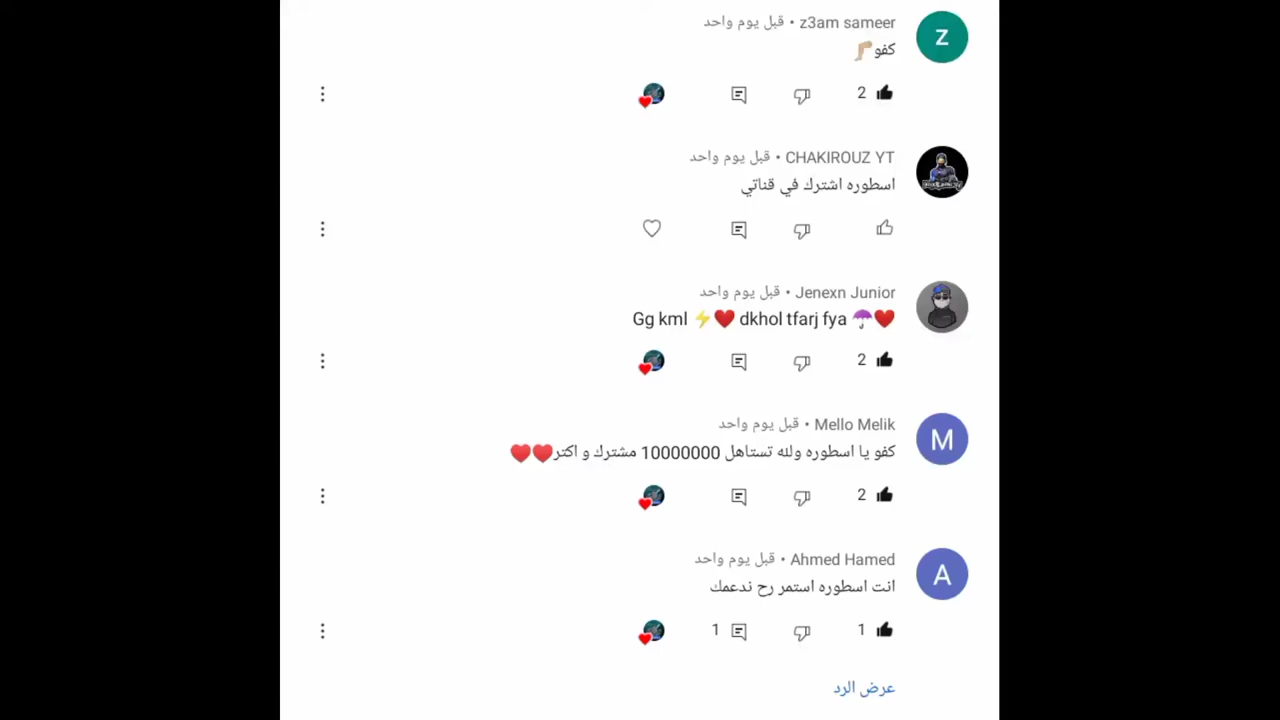 z3am sameer • قبل يوم واحد
Z
كفو🦵🏼
2
CHAKIROUZ YT • قبل يوم واحد
اسطوره اشترك في قناتي
Jenexn Junior • قبل يوم واحد
Gg kml ⚡❤️ dkhol tfarj fya ☂️❤️
2
Mello Melik • قبل يوم واحد
M
كفو يا اسطوره ولله تستاهل 10000000 مشترك و اكتر❤️❤️
2
Ahmed Hamed • قبل يوم واحد
A
انت اسطوره استمر رح ندعمك
1 1
عرض الرد